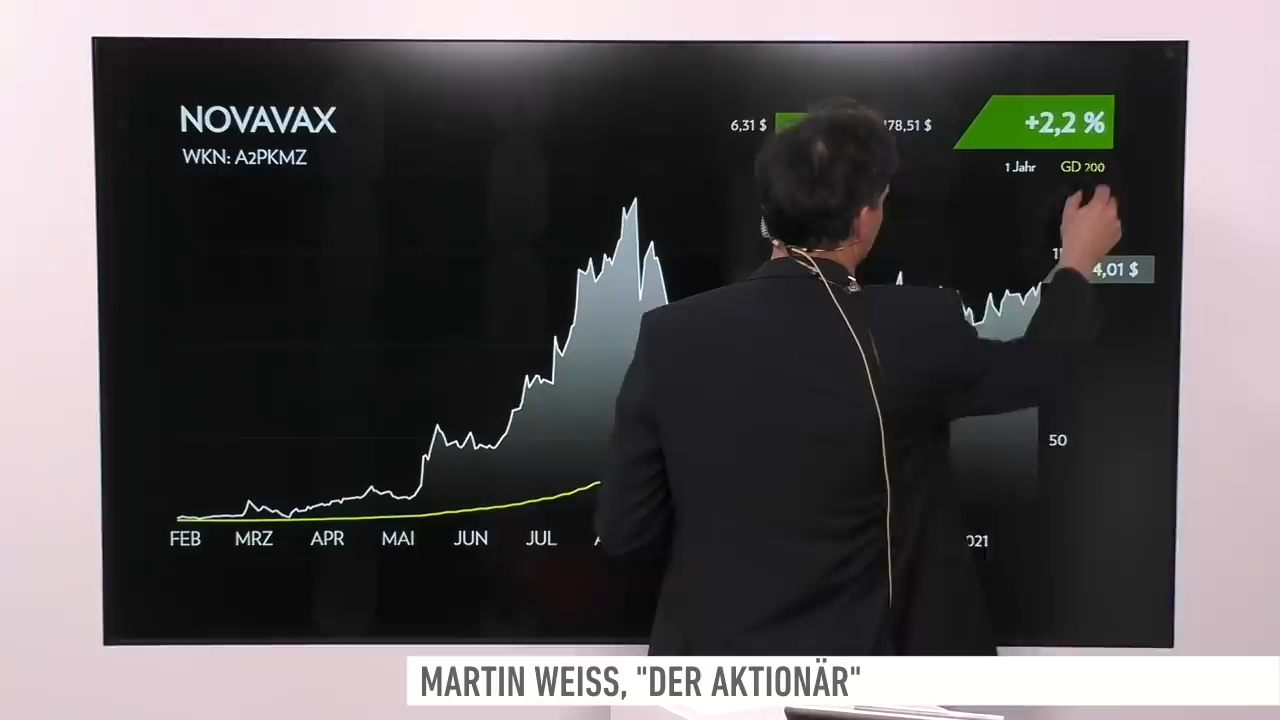 NOVAVAX
WKN: A2PKMZ
6,31 $
178,51 $
+2,2 %
1 Jahr
GD 200
4,01 $
50
FEB MRZ APR MAI JUN JUL
021
MARTIN WEISS, "DER AKTIONÄR"